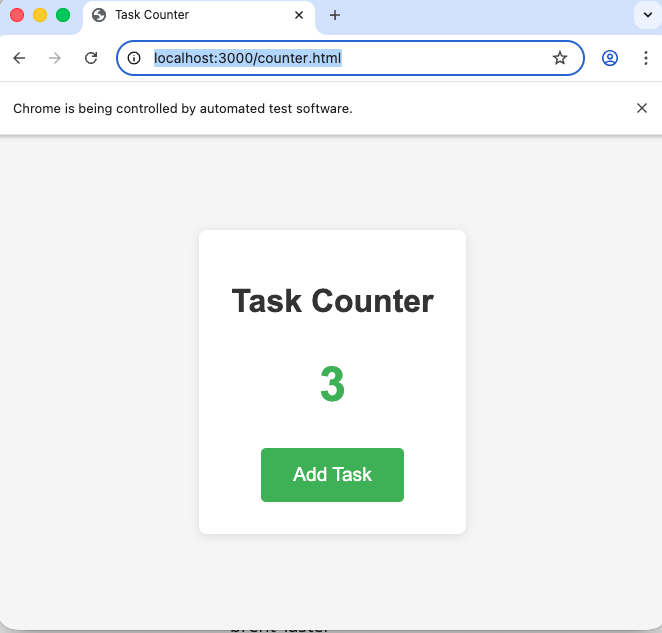 Task Counter
localhost:3000/counter.html
Chrome is being controlled by automated test software.
Task Counter
3
Add Task